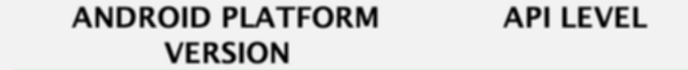 ANDROID PLATFORM API LEVEL
VERSION